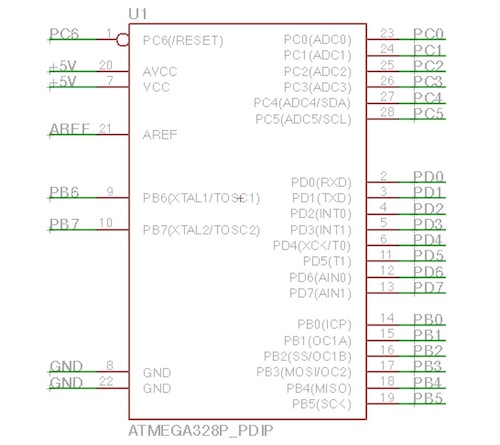 U1
PC6 1 PC6(/RESET) PC0(ADC0) 23 PC0
PC1(ADC1) 24 PC1
+5V 20 AVCC PC2(ADC2) 25 PC2
+5V 7 VCC PC3(ADC3) 26 PC3
PC4(ADC4/SDA) 27 PC4
PC5(ADC5/SCL) 28 PC5
AREF 21 AREF
PD0(RXD) 2 PD0
PB6 9 PB6(XTAL1/TOSC1) PD1(TXD) 3 PD1
PD2(INT0) 4 PD2
PB7 10 PB7(XTAL2/TOSC2) PD3(INT1) 5 PD3
PD4(XCK/T0) 6 PD4
PD5(T1) 11 PD5
PD6(AIN0) 12 PD6
PD7(AIN1) 13 PD7
PB0(ICP) 14 PB0
PB1(OC1A) 15 PB1
PB2(SS/OC1B) 16 PB2
GND 8 GND PB3(MOSI/OC2) 17 PB3
GND 22 GND PB4(MISO) 18 PB4
PB5(SCK) 19 PB5
ATMEGA328P_PDIP